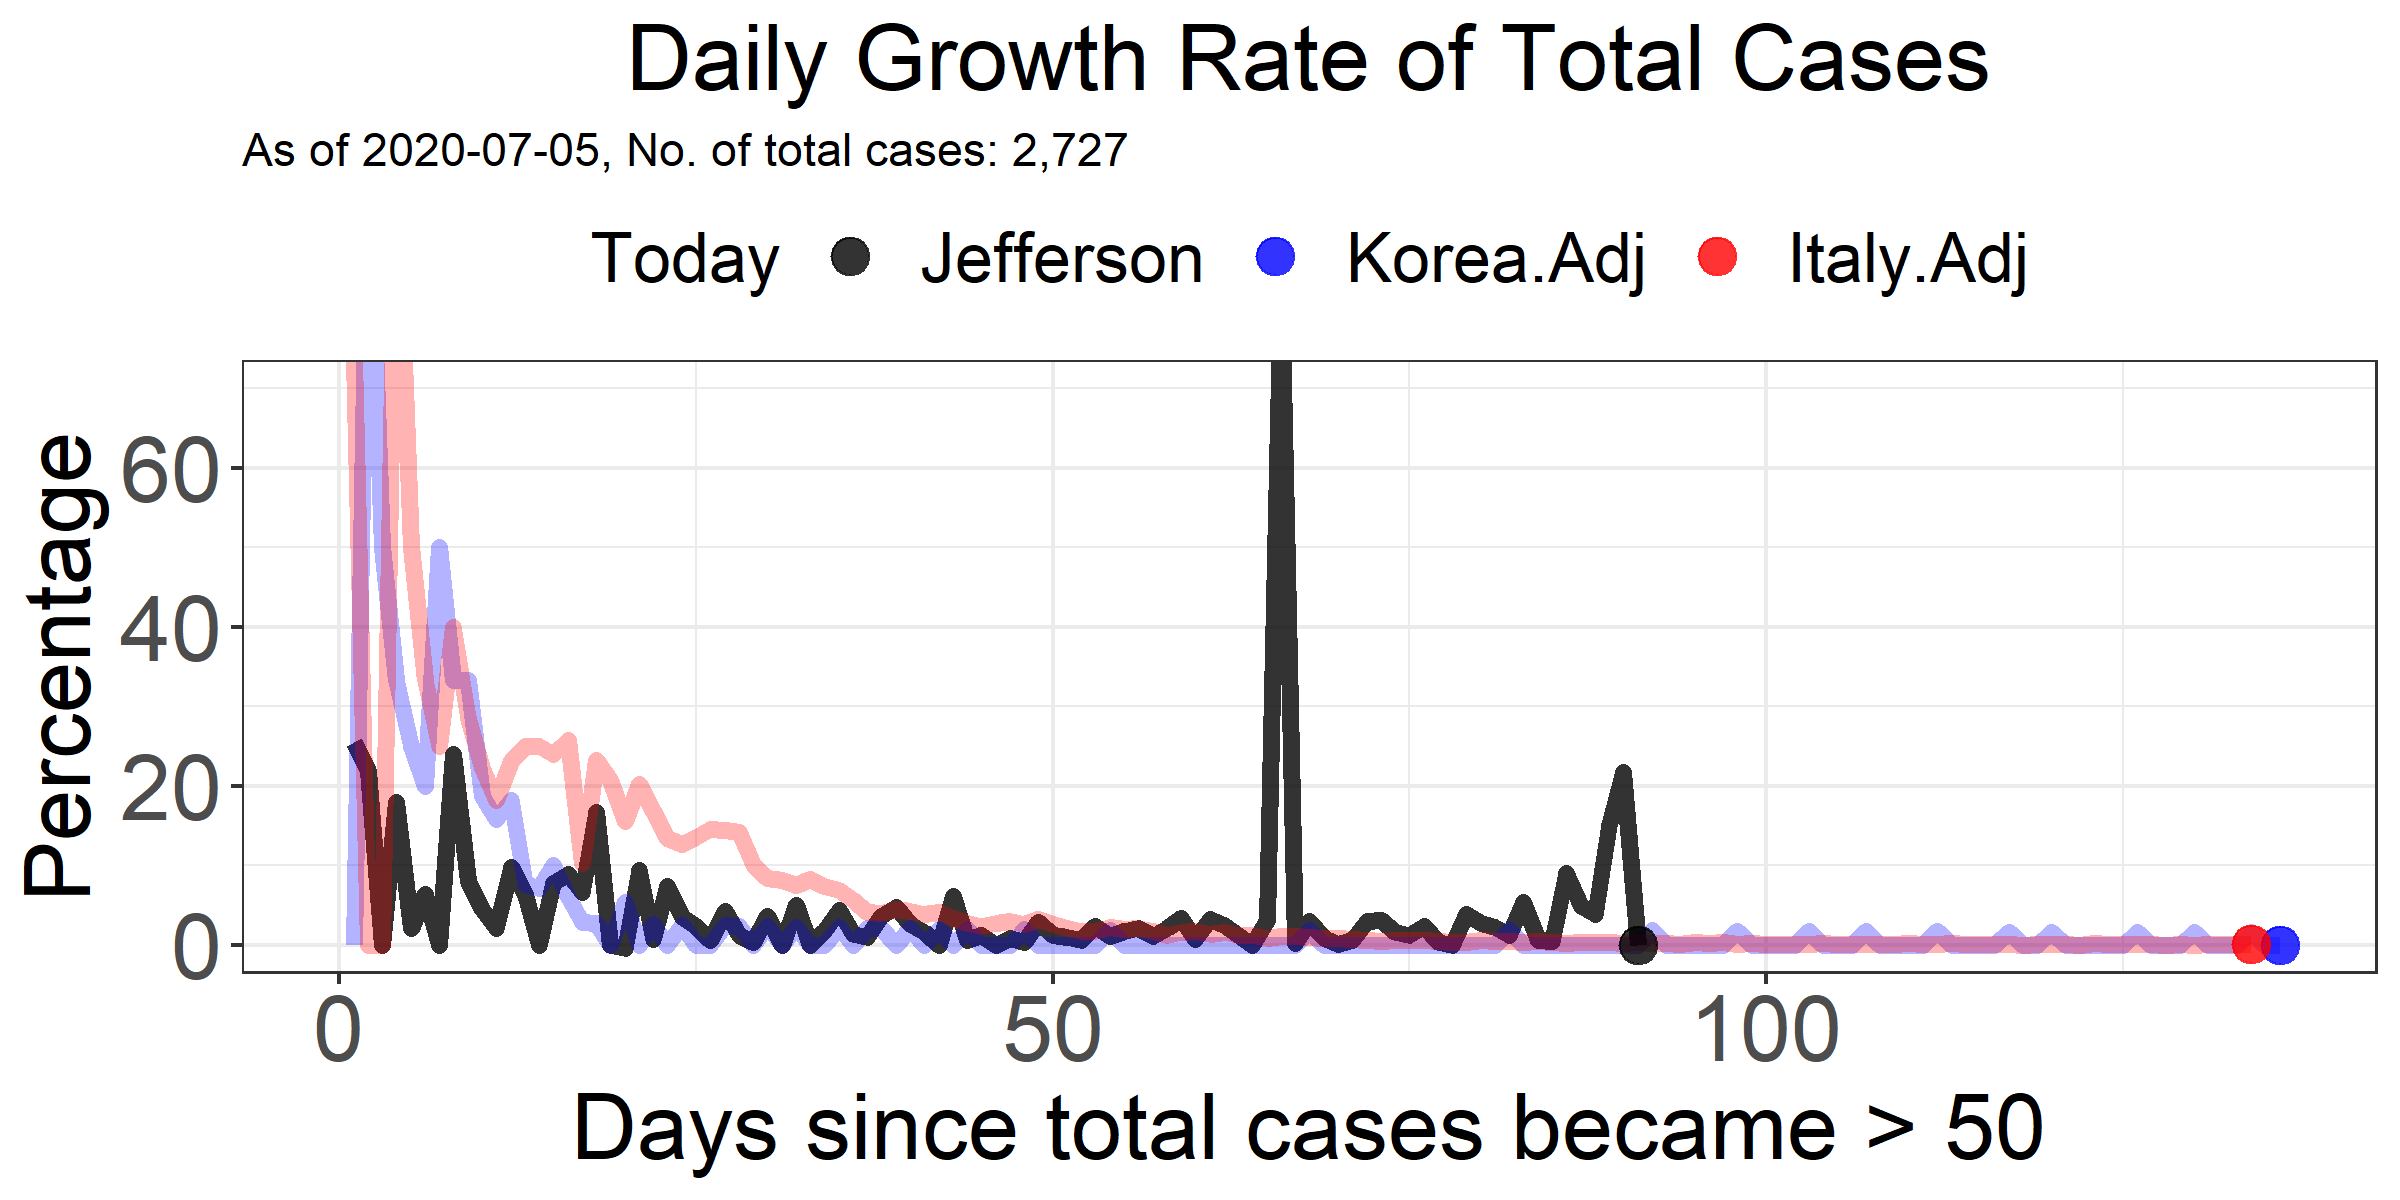 Daily Growth Rate of Total Cases
As of 2020-07-05, No. of total cases: 2,727
Today Jefferson Korea.Adj Italy.Adj
Percentage
60
40
20
0
0 50 100
Days since total cases became > 50